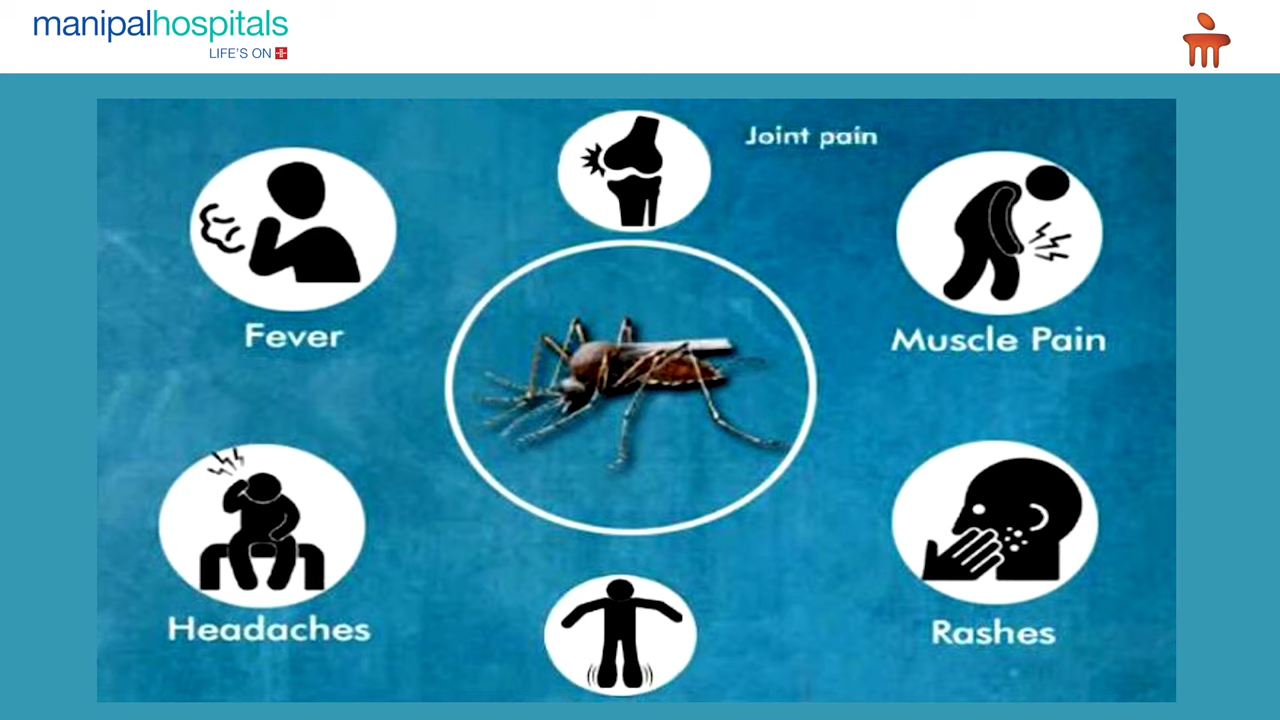 manipalhospitals
LIFE'S ON
Joint pain
Fever
Muscle Pain
Headaches
Rashes